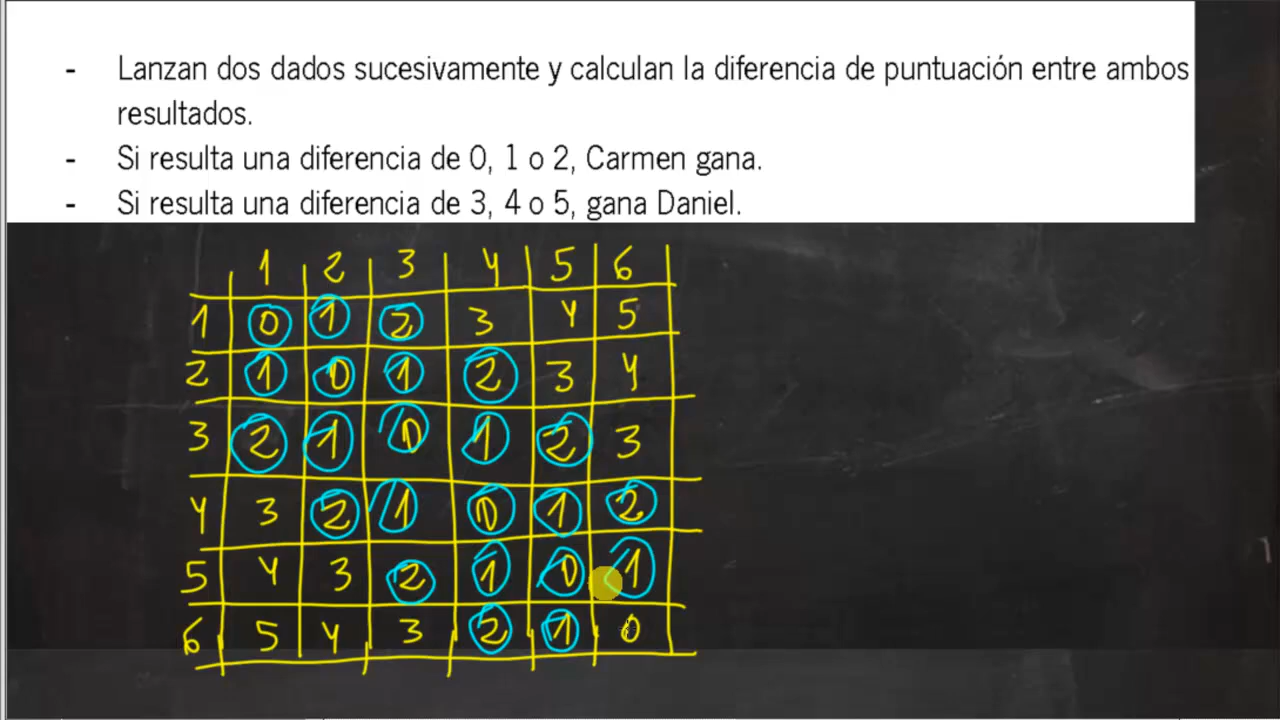 - Lanzan dos dados sucesivamente y calculan la diferencia de puntuación entre ambos
resultados.
- Si resulta una diferencia de 0, 1 o 2, Carmen gana.
- Si resulta una diferencia de 3, 4 o 5, gana Daniel.
1 2 3 4 5 6
1 0 1 2 3 4 5
2 1 0 1 2 3 4
3 2 1 0 1 2 3
4 3 2 1 0 1 2
5 4 3 2 1 0 1
6 5 4 3 2 1 0